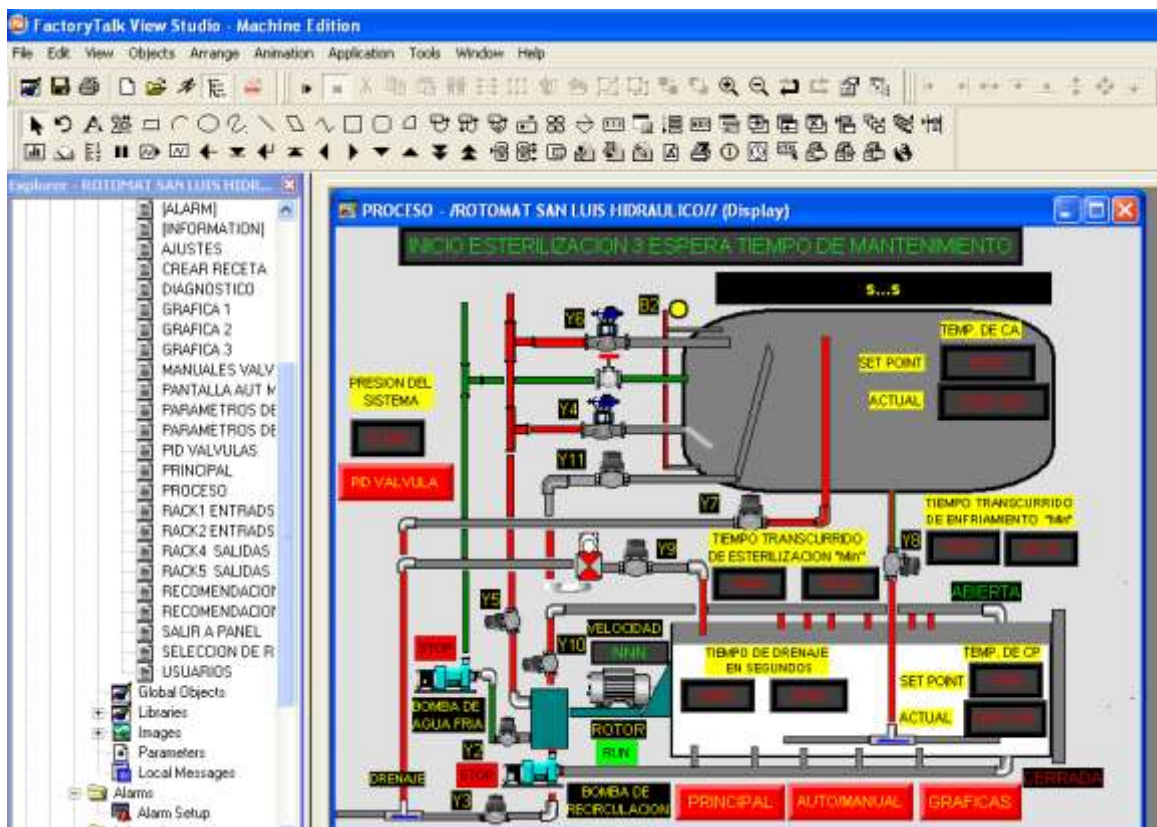 FactoryTalk View Studio - Machine Edition
File Edit View Objects Arrange Animation Application Tools Window Help
Explorer - ROTOMAT SAN LUIS HIDR...
[ALARM]
[INFORMATION]
AJUSTES
CREAR RECETA
DIAGNOSTICO
GRAFICA 1
GRAFICA 2
GRAFICA 3
MANUALES VALV
PANTALLA AUT M
PARAMETROS DE
PARAMETROS DE
PID VALVULAS
PRINCIPAL
PROCESO
RACK1 ENTRADS
RACK2 ENTRADS
RACK4 SALIDAS
RACK5 SALIDAS
RECOMENDACION
RECOMENDACION
SALIR A PANEL
SELECCION DE R
USUARIOS
Global Objects
Libraries
Images
Parameters
Local Messages
Alarms
Alarm Setup
PROCESO - /ROTOMAT SAN LUIS HIDRAULICO// (Display)
INICIO ESTERILIZACION 3 ESPERA TIEMPO DE MANTENIMIENTO
s...s
B2
Y6
TEMP. DE CA
SET POINT
ACTUAL
PRESION DEL
SISTEMA
PID VALVULA
Y4
Y11
Y7
TIEMPO TRANSCURRIDO
DE ENFRIAMIENTO "Min"
TIEMPO TRANSCURRIDO
DE ESTERILIZACION "Min"
Y8
Y9
ABIERTA
Y5
VELOCIDAD
NNN
Y10
STOP
BOMBA DE
AGUA FRIA
ROTOR
RUN
TIEMPO DE DRENAJE
EN SEGUNDOS
TEMP. DE CP
SET POINT
ACTUAL
Y2
STOP
DRENAJE
Y3
BOMBA DE
RECIRCULACION
CERRADA
PRINCIPAL
AUTO/MANUAL
GRAFICAS